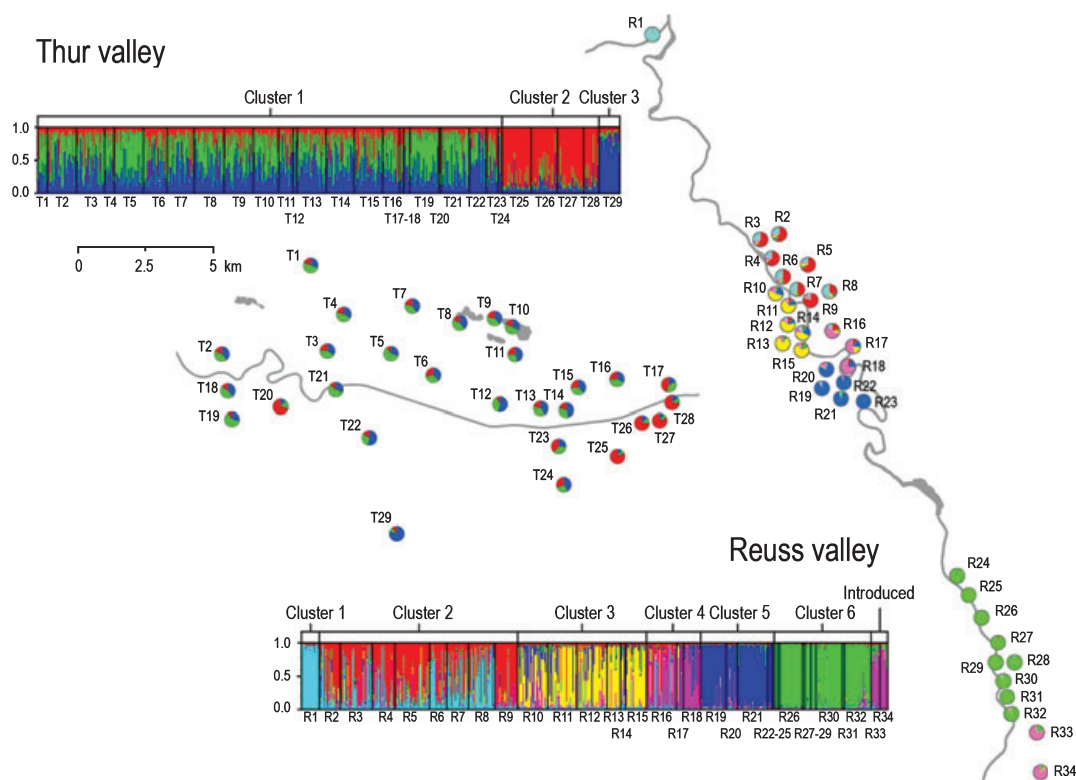 Thur valley
Cluster 1 Cluster 2 Cluster 3
1.0
0.5
0.0
T1 T2 T3 T4 T5 T6 T7 T8 T9 T10 T11 T13 T14 T15 T16 T19 T21 T22 T23 T25 T26 T27 T28 T29
T12 T17-18 T20 T24
0 2.5 5 km
T1
T7
T4
T9
T10
T8
T3
T5
T11
T2
T6
T16
T17
T15
T18
T21
T20
T12
T13
T14
T19
T28
T26
T27
T22
T23
T25
T24
T29
R1
R3
R2
R4
R6
R5
R10
R7
R8
R11
R9
R12
R14
R16
R13
R15
R17
R18
R20
R22
R19
R21
R23
Reuss valley
R24
R25
R26
R27
R29
R28
R30
R31
R32
R33
R34
Introduced
Cluster 1 Cluster 2 Cluster 3 Cluster 4 Cluster 5 Cluster 6
1.0
0.5
0.0
R1 R2 R3 R4 R5 R6 R7 R8 R9 R10 R11 R12 R13 R15 R16 R18 R19 R21 R26 R30 R32 R34
R14 R17 R20 R22-25 R27-29 R31 R33